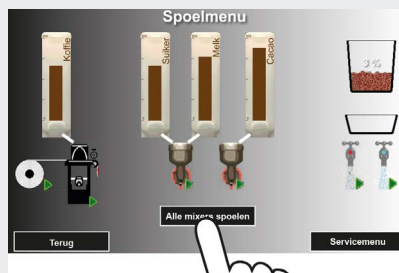 Spoelmenu
Koffie
Suiker
Melk
Cacao
3 %
Alle mixers spoelen
Terug
Servicemenu